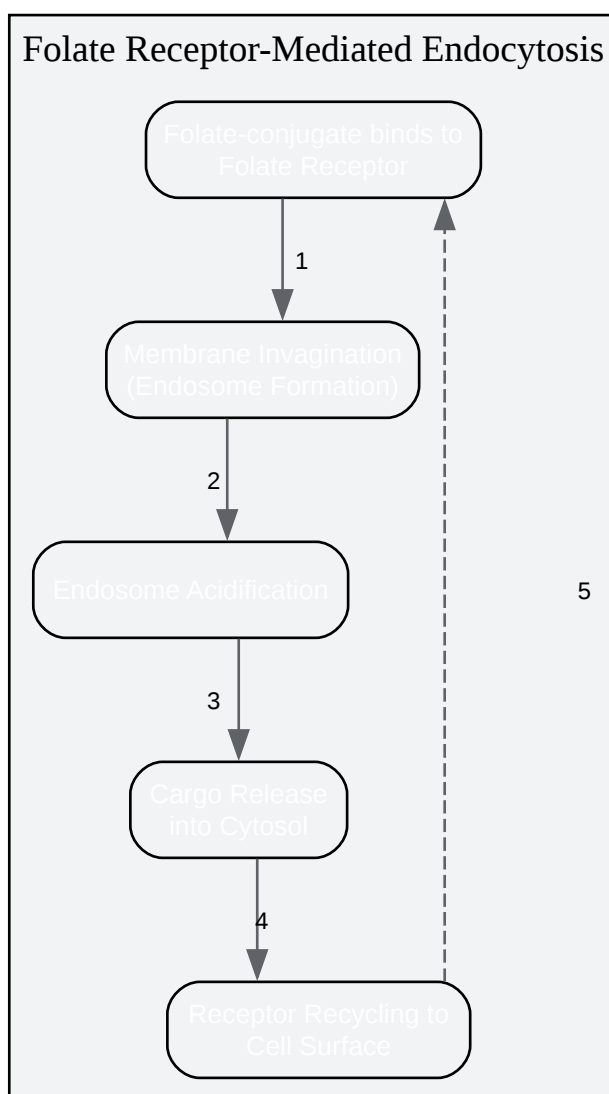 Folate Receptor-Mediated Endocytosis
Folate-conjugate binds to
Folate Receptor
1
Membrane Invagination
(Endosome Formation)
2
Endosome Acidification
5
3
Cargo Release
into Cytosol
4
Receptor Recycling to
Cell Surface